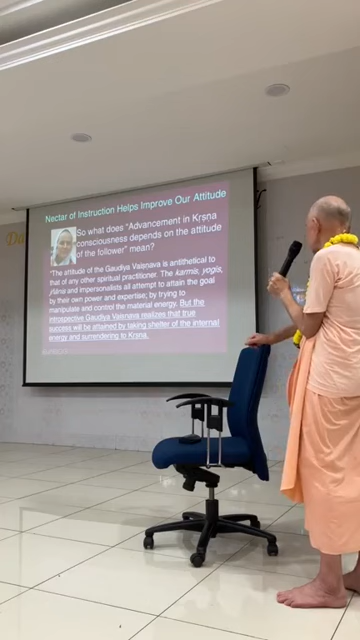 Nectar of Instruction Helps Improve Our Attitude
So what does "Advancement in Kṛṣṇa
consciousness depends on the attitude
of the follower" mean?
"The attitude of the Gaudiya Vaiṣṇava is antithetical to
that of any other spiritual practitioner. The karmis, yogis,
jñānis and impersonalists all attempt to attain the goal
by their own power and expertise; by trying to
manipulate and control the material energy. But the
introspective Gaudiya Vaiṣṇava realizes that true
success will be attained by taking shelter of the internal
energy and surrendering to Kṛṣṇa.
Da